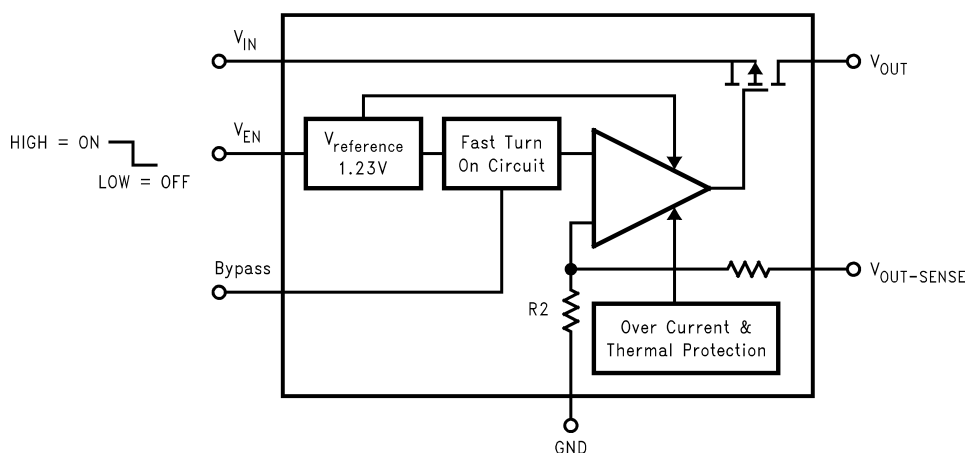 V_IN
V_OUT
V_EN
HIGH = ON
LOW = OFF
V_reference
1.23V
Fast Turn
On Circuit
Bypass
V_OUT-SENSE
R2
Over Current &
Thermal Protection
GND